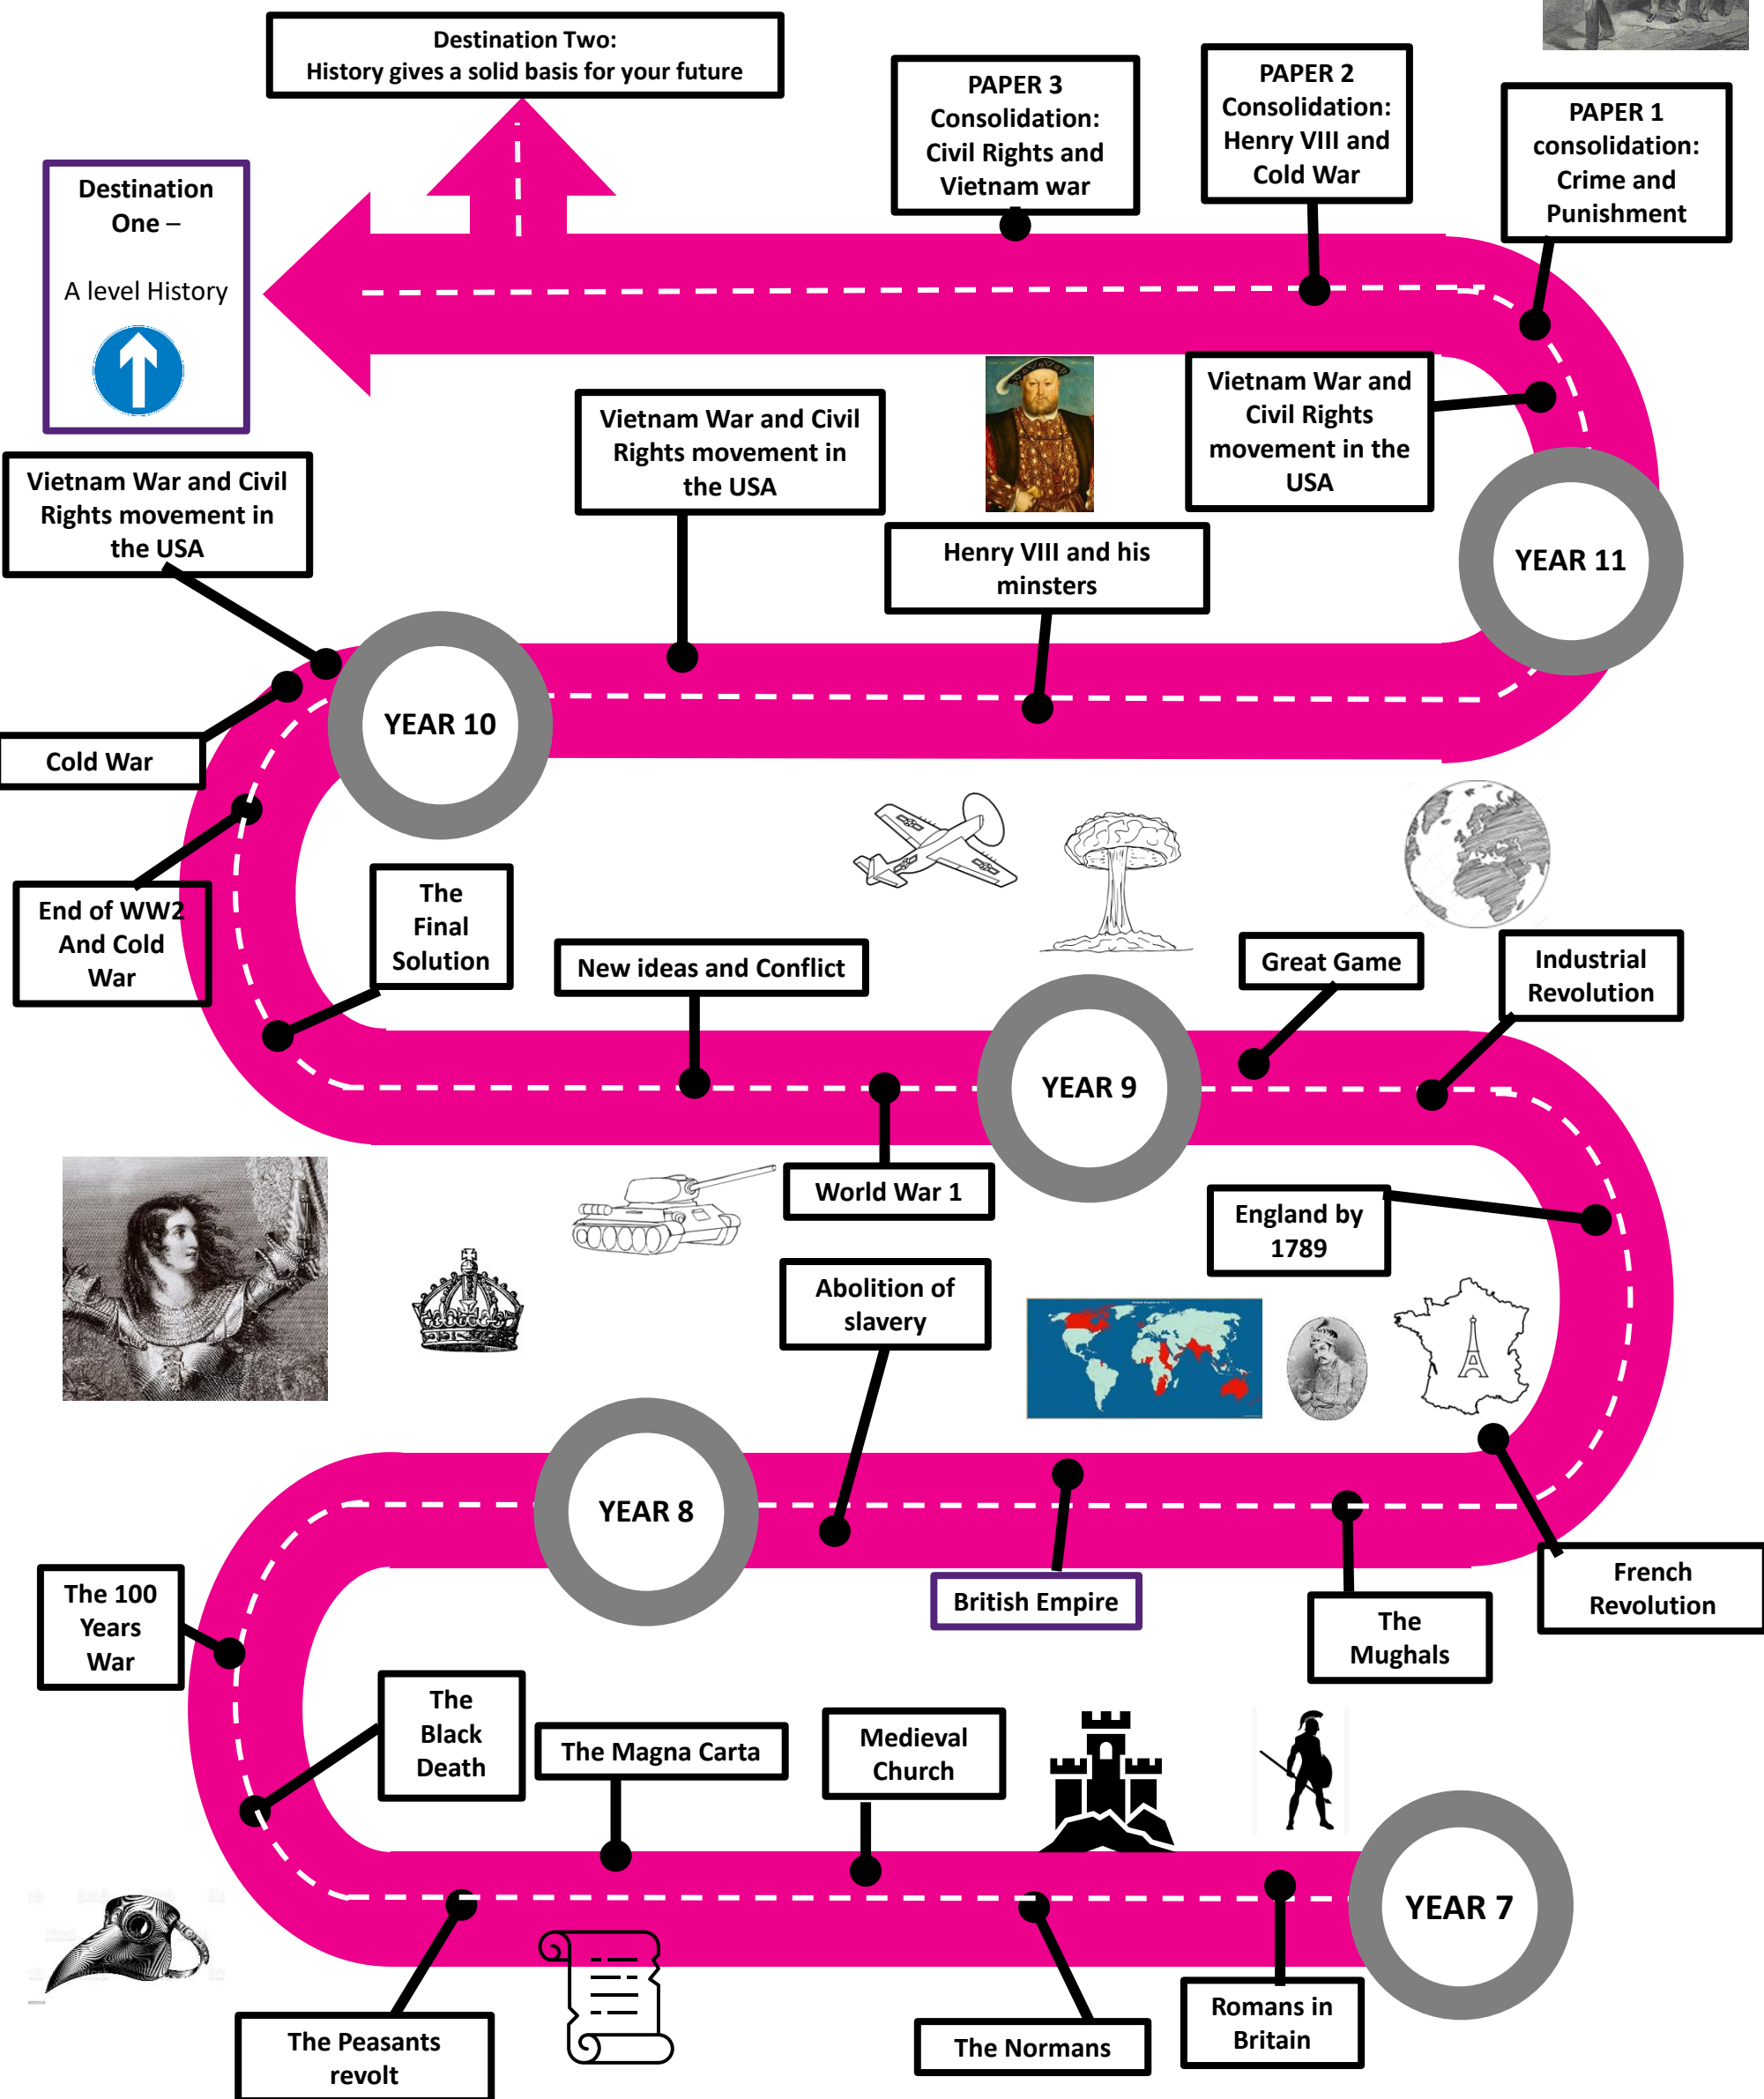 Destination Two:
History gives a solid basis for your future
PAPER 3
Consolidation:
Civil Rights and
Vietnam war
PAPER 2
Consolidation:
Henry VIII and
Cold War
PAPER 1
consolidation:
Crime and
Punishment
Destination
One –
A level History
Vietnam War and Civil
Rights movement in
the USA
Vietnam War and Civil
Rights movement in
the USA
Vietnam War and
Civil Rights
movement in the
USA
Henry VIII and his
minsters
YEAR 11
YEAR 10
Cold War
End of WW2
And Cold
War
The
Final
Solution
New ideas and Conflict
Great Game
Industrial
Revolution
YEAR 9
World War 1
England by
1789
Abolition of
slavery
YEAR 8
British Empire
The
Mughals
French
Revolution
The 100
Years
War
The
Black
Death
The Magna Carta
Medieval
Church
YEAR 7
The Peasants
revolt
The Normans
Romans in
Britain